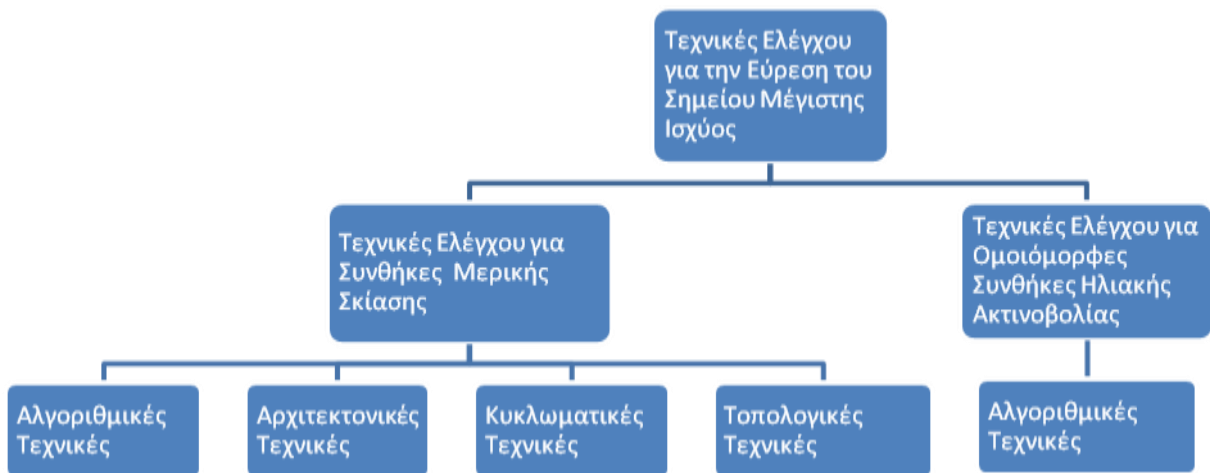 Τεχνικές Ελέγχου
για την Εύρεση του
Σημείου Μέγιστης
Ισχύος
Τεχνικές Ελέγχου για
Συνθήκες Μερικής
Σκίασης
Τεχνικές Ελέγχου για
Ομοιόμορφες
Συνθήκες Ηλιακής
Ακτινοβολίας
Αλγοριθμικές
Τεχνικές
Αρχιτεκτονικές
Τεχνικές
Κυκλωματικές
Τεχνικές
Τοπολογικές
Τεχνικές
Αλγοριθμικές
Τεχνικές